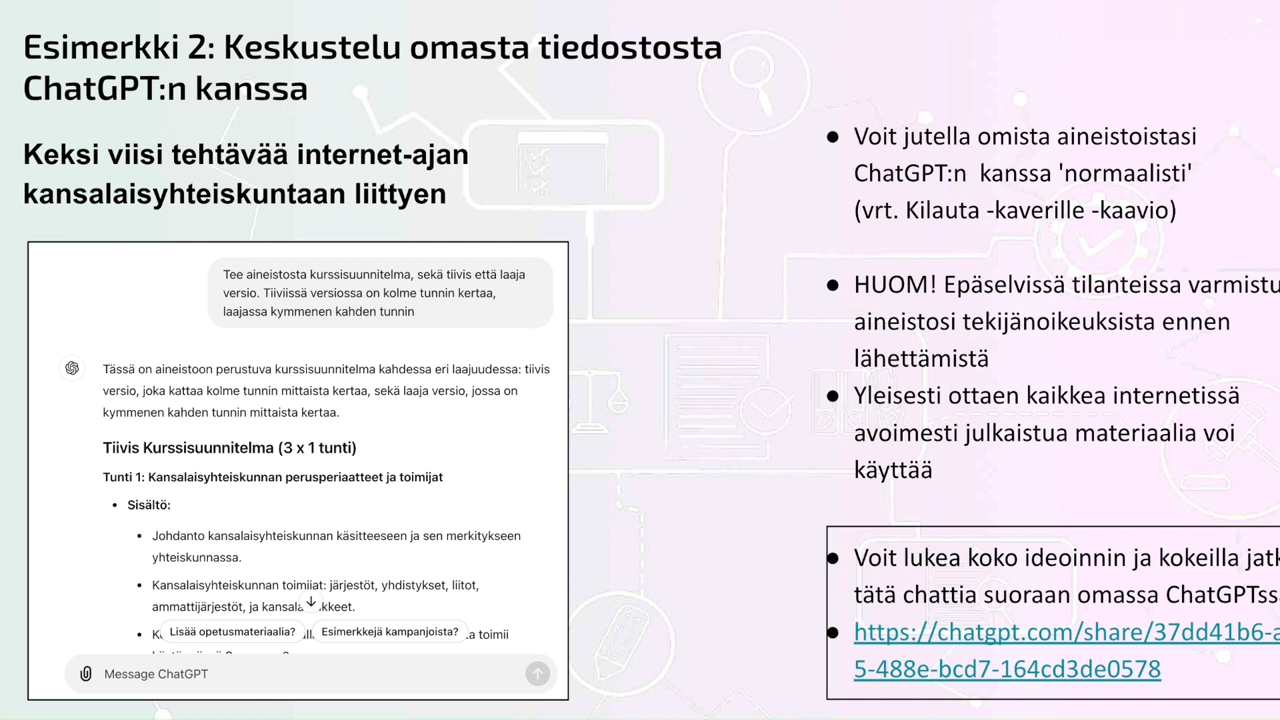 Esimerkki 2: Keskustelu omasta tiedostosta
ChatGPT:n kanssa
Keksi viisi tehtävää internet-ajan
kansalaisyhteiskuntaan liittyen
Tee aineistosta kurssisuunnitelma, sekä tiivis että laaja
versio. Tiiviissä versiossa on kolme tunnin kertaa,
laajassa kymmenen kahden tunnin
Tässä on aineistoon perustuva kurssisuunnitelma kahdessa eri laajuudessa: tiivis
versio, joka kattaa kolme tunnin mittaista kertaa, sekä laaja versio, jossa on
kymmenen kahden tunnin mittaista kertaa.
Tiivis Kurssisuunnitelma (3 x 1 tunti)
Tunti 1: Kansalaisyhteiskunnan perusperiaatteet ja toimijat
• Sisältö:
• Johdanto kansalaisyhteiskunnan käsitteeseen ja sen merkitykseen
yhteiskunnassa.
• Kansalaisyhteiskunnan toimijat: järjestöt, yhdistykset, liitot,
ammattijärjestöt, ja
toimii
Lisää opetusmateriaalia?
Esimerkkejä kampanjoista?
Message ChatGPT
● Voit jutella omista aineistoistasi
ChatGPT:n kanssa 'normaalisti'
(vrt. Kilauta -kaverille -kaavio)
● HUOM! Epäselvissä tilanteissa varmistu
aineistosi tekijänoikeuksista ennen
lähettämistä
● Yleisesti ottaen kaikkea internetissä
avoimesti julkaistua materiaalia voi
käyttää
● Voit lukea koko ideoinnin ja kokeilla
tätä chattia suoraan omassa
● https://chatgpt.com/share/37dd41b6-a
5-488e-bcd7-164cd3de0578